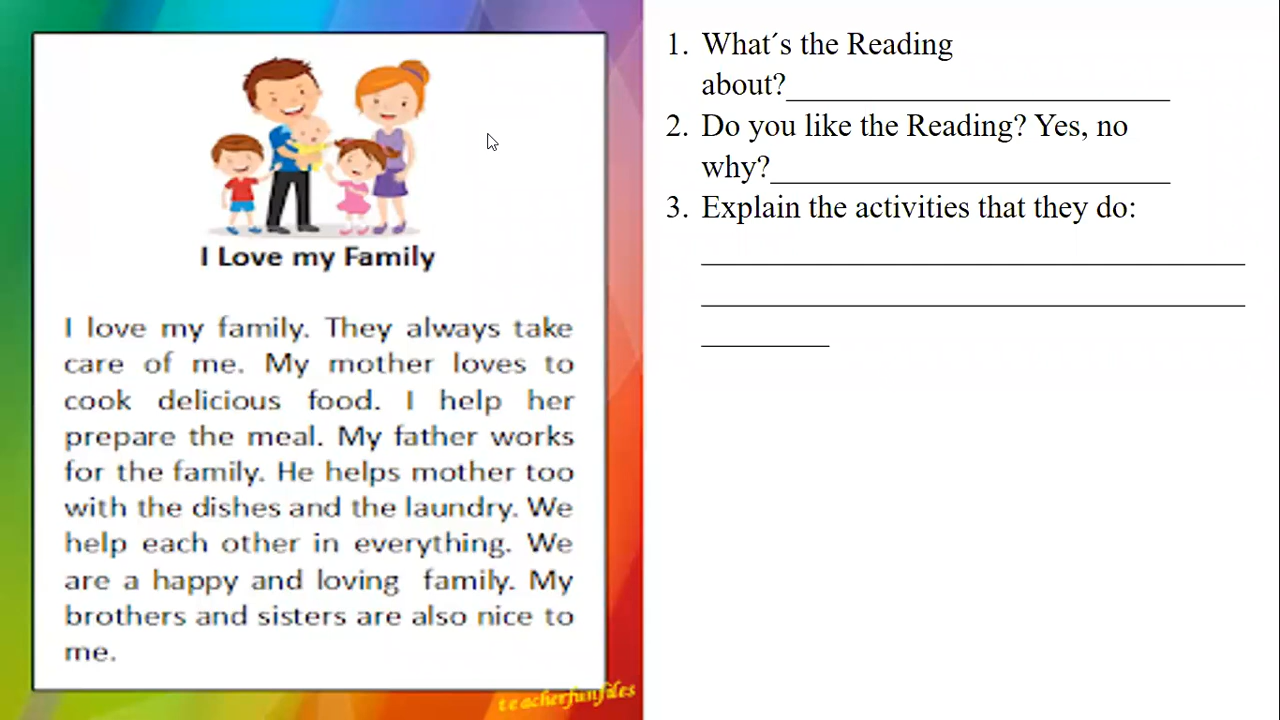 I Love my Family
I love my family. They always take
care of me. My mother loves to
cook delicious food. I help her
prepare the meal. My father works
for the family. He helps mother too
with the dishes and the laundry. We
help each other in everything. We
are a happy and loving family. My
brothers and sisters are also nice to
me.
teacherfunfiles
1. What´s the Reading
about?
2. Do you like the Reading? Yes, no
why?
3. Explain the activities that they do: